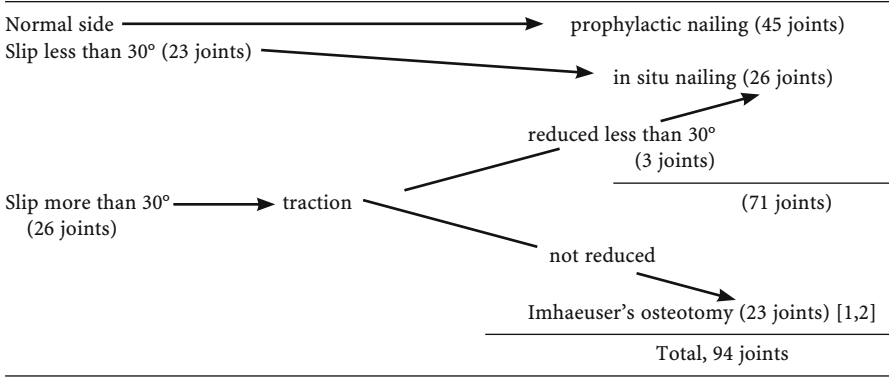 Normal side prophylactic nailing (45 joints)
Slip less than 30° (23 joints)
in situ nailing (26 joints)
reduced less than 30°
(3 joints)
Slip more than 30° traction (71 joints)
(26 joints)
not reduced
Imhaeuser's osteotomy (23 joints) [1,2]
Total, 94 joints